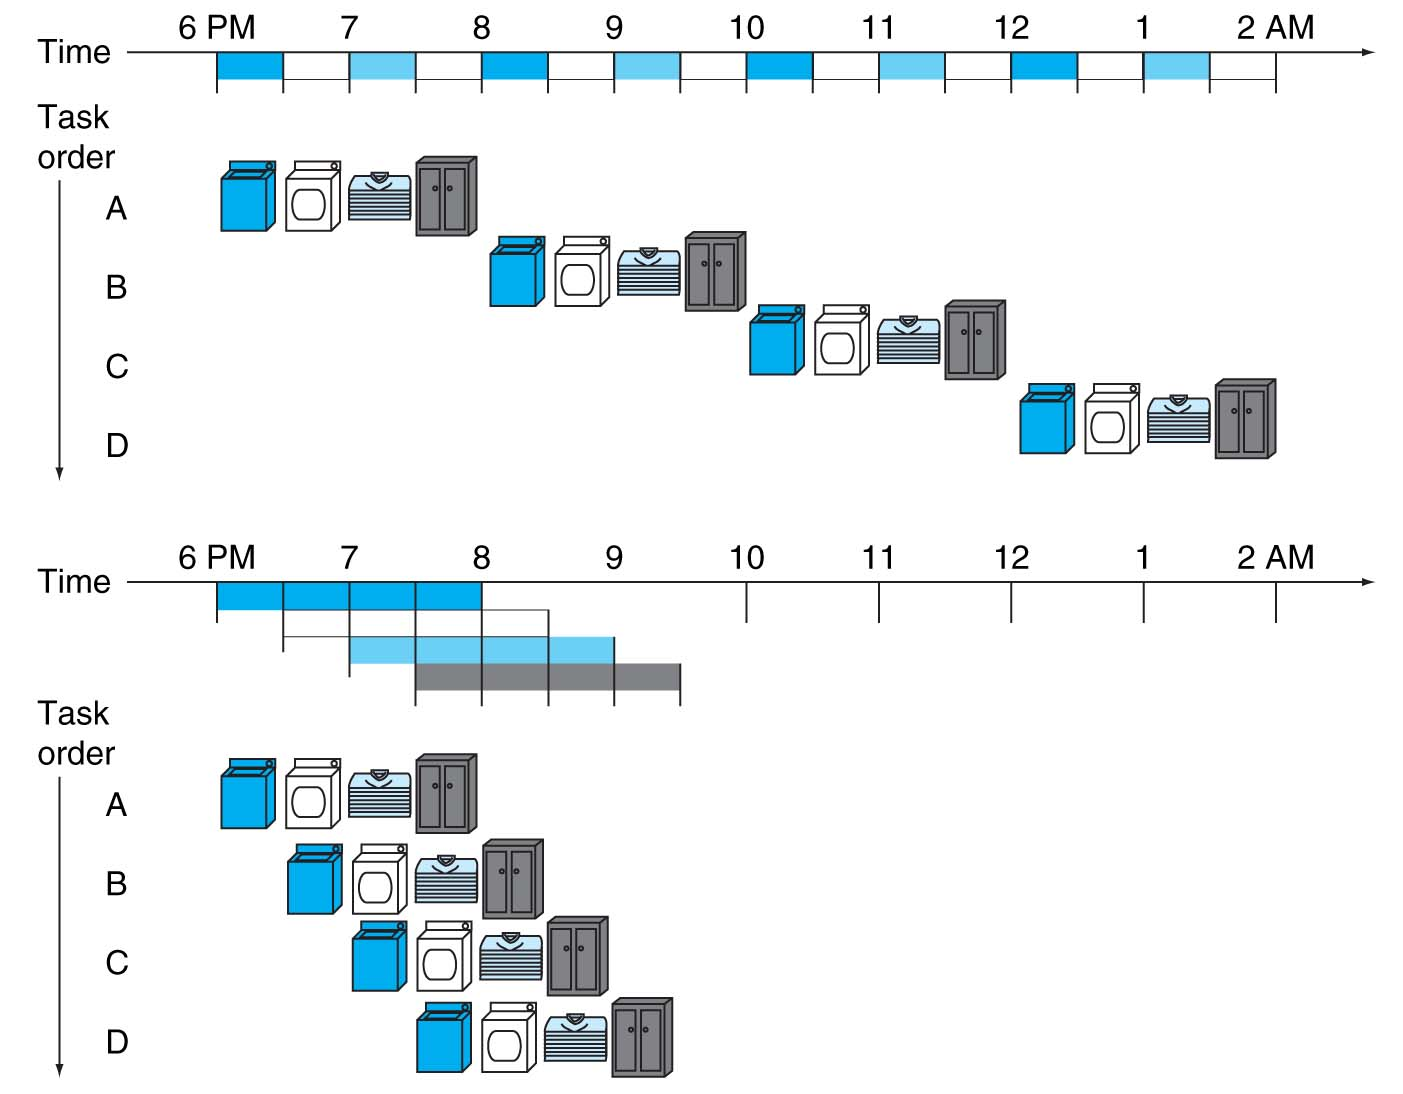 6 PM 7 8 9 10 11 12 1 2 AM
Time
Task
order
A
B
C
D
6 PM 7 8 9 10 11 12 1 2 AM
Time
Task
order
A
B
C
D